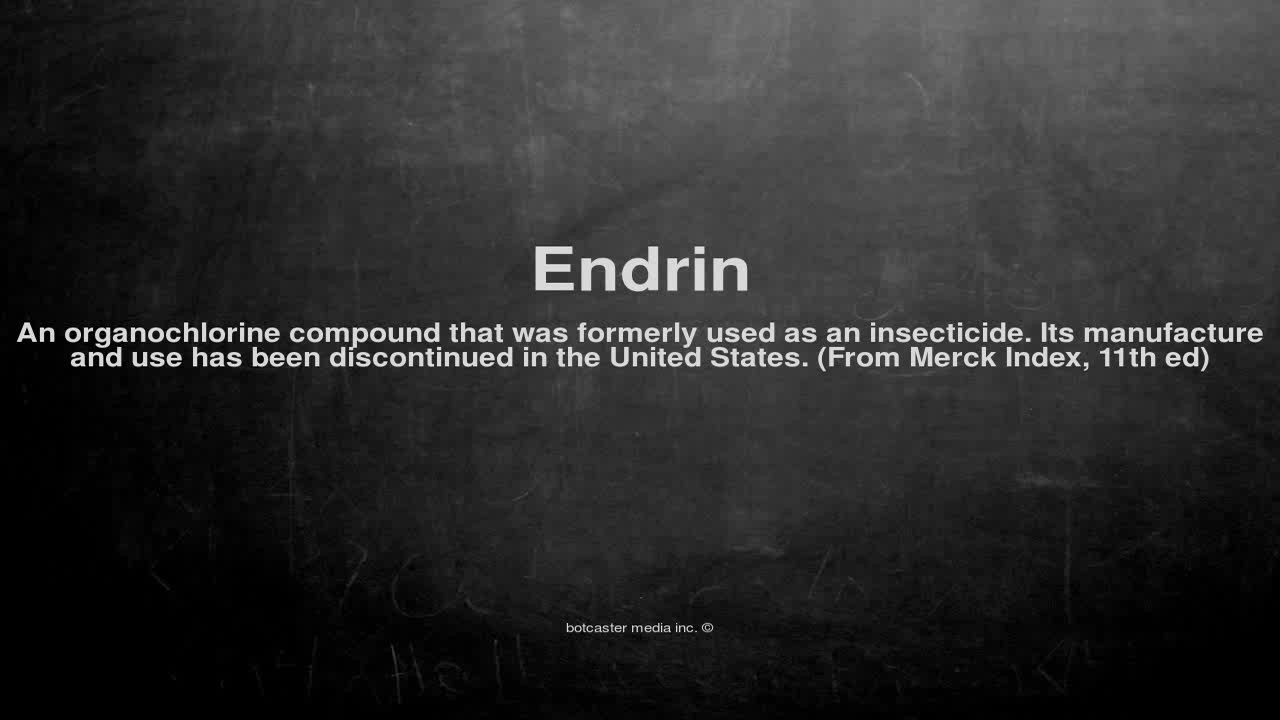 Endrin
An organochlorine compound that was formerly used as an insecticide. Its manufacture
and use has been discontinued in the United States. (From Merck Index, 11th ed)
botcaster media inc. ©